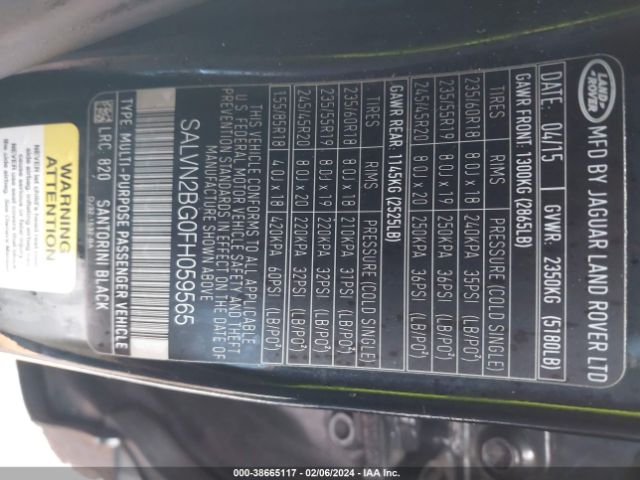 LAND ROVER
MFD BY JAGUAR LAND ROVER LTD
DATE: 04/15 GVWR: 2350KG (5180LB)
GAWR FRONT: 1300KG (2865LB)
TIRES RIMS PRESSURE (COLD SINGLE)
235/60R18 8.0J x 18 240KPA 35PSI (LB/PO²)
235/55R19 8.0J x 19 250KPA 36PSI (LB/PO²)
245/45R20 8.0J x 20 250KPA 36PSI (LB/PO²)
GAWR REAR: 1145KG (2525LB)
TIRES RIMS PRESSURE (COLD SINGLE)
235/60R18 8.0J x 18 210KPA 31PSI (LB/PO²)
235/55R19 8.0J x 19 220KPA 32PSI (LB/PO²)
245/45R20 8.0J x 20 220KPA 32PSI (LB/PO²)
155/85R18 4.0J x 18 420KPA 60PSI (LB/PO²)
THIS VEHICLE CONFORMS TO ALL APPLICABLE
U.S. FEDERAL MOTOR VEHICLE SAFETY AND THEFT
PREVENTION STANDARDS IN EFFECT ON THE DATE OF
MANUFACTURE SHOWN ABOVE
SALVN2BG0FH059565
TYPE: MULTI-PURPOSE PASSENGER VEHICLE
LRC 820 SANTORINI BLACK
WARNING
NEVER
NEVER use
See Owners Manual
000-38665117 - 02/06/2024 - IAA Inc.